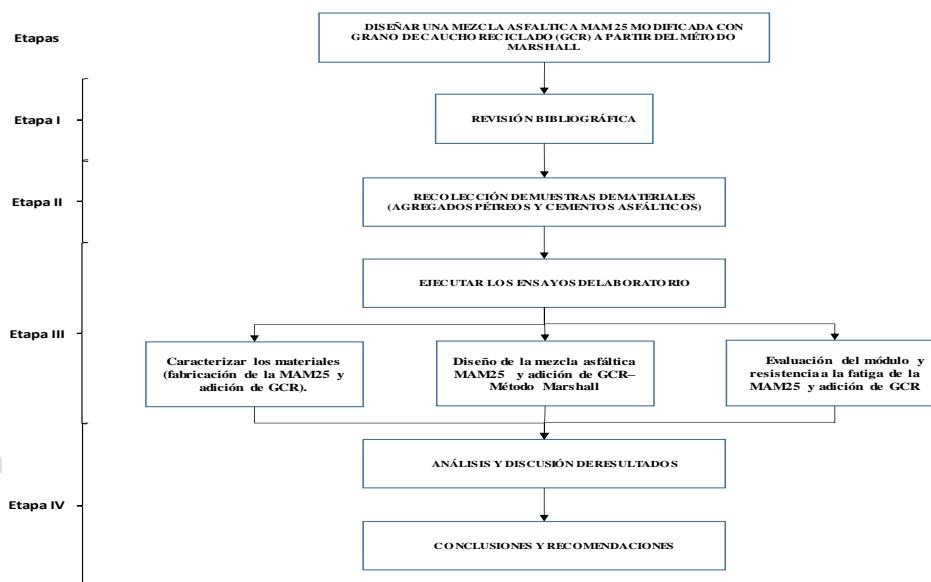 Etapas
DISEÑAR UNA MEZCLA ASFALTICA MAM 25 MODIFICADA CON
GRANO DE CAUCHO RECICLADO (GCR) A PARTIR DEL MÉTODO
MARSHALL
Etapa I
REVISIÓN BIBLIOGRÁFICA
Etapa II
RECOLECCIÓN DE MUESTRAS DE MATERIALES
(AGREGADOS PÉTREOS Y CEMENTOS ASFÁLTICOS)
Etapa III
EJECUTAR LOS ENSAYOS DE LABORATORIO
Caracterizar los materiales
(fabricación de la MAM25 y
adición de GCR).
Diseño de la mezcla asfáltica
MAM25 y adición de GCR–
Método Marshall
Evaluación del módulo y
resistencia a la fatiga de la
MAM25 y adición de GCR
Etapa IV
ANÁLISIS Y DISCUSIÓN DE RESULTADOS
CONCLUSIONES Y RECOMENDACIONES